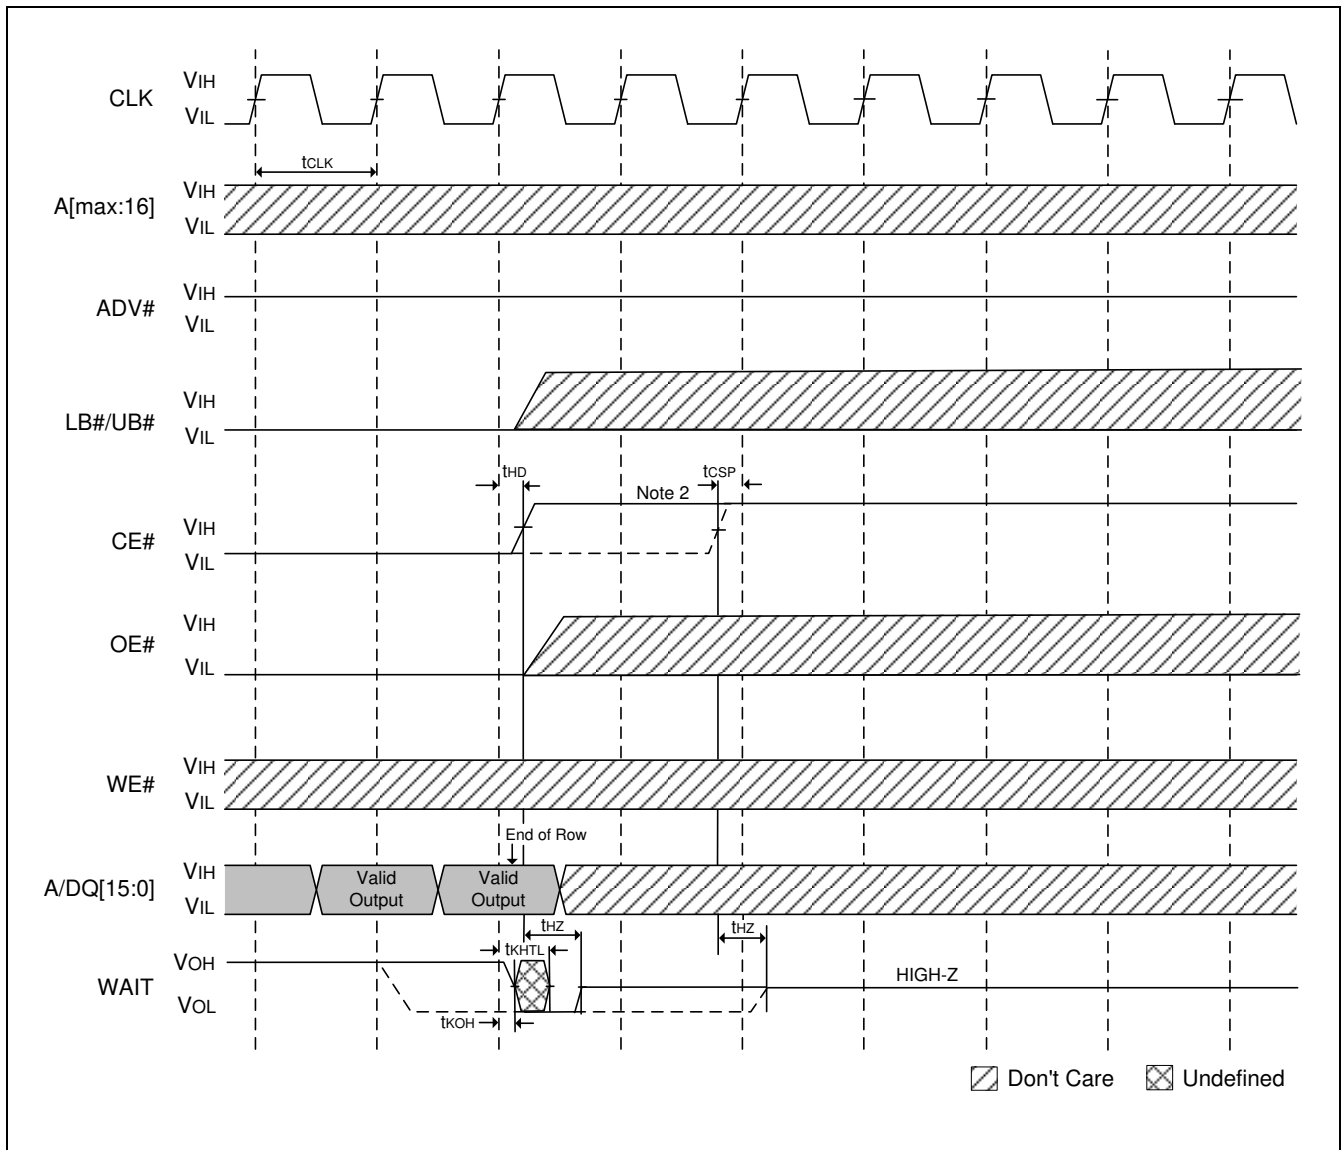 CLK
VIH
VIL
tCLK
A[max:16]
VIH
VIL
ADV#
VIH
VIL
LB#/UB#
VIH
VIL
tHD
tCSP
Note 2
CE#
VIH
VIL
OE#
VIH
VIL
WE#
VIH
VIL
End of Row
A/DQ[15:0]
VIH
VIL
Valid
Output
Valid
Output
tHZ
tHZ
tKHTL
WAIT
VOH
VOL
HIGH-Z
tKOH
Don't Care
Undefined